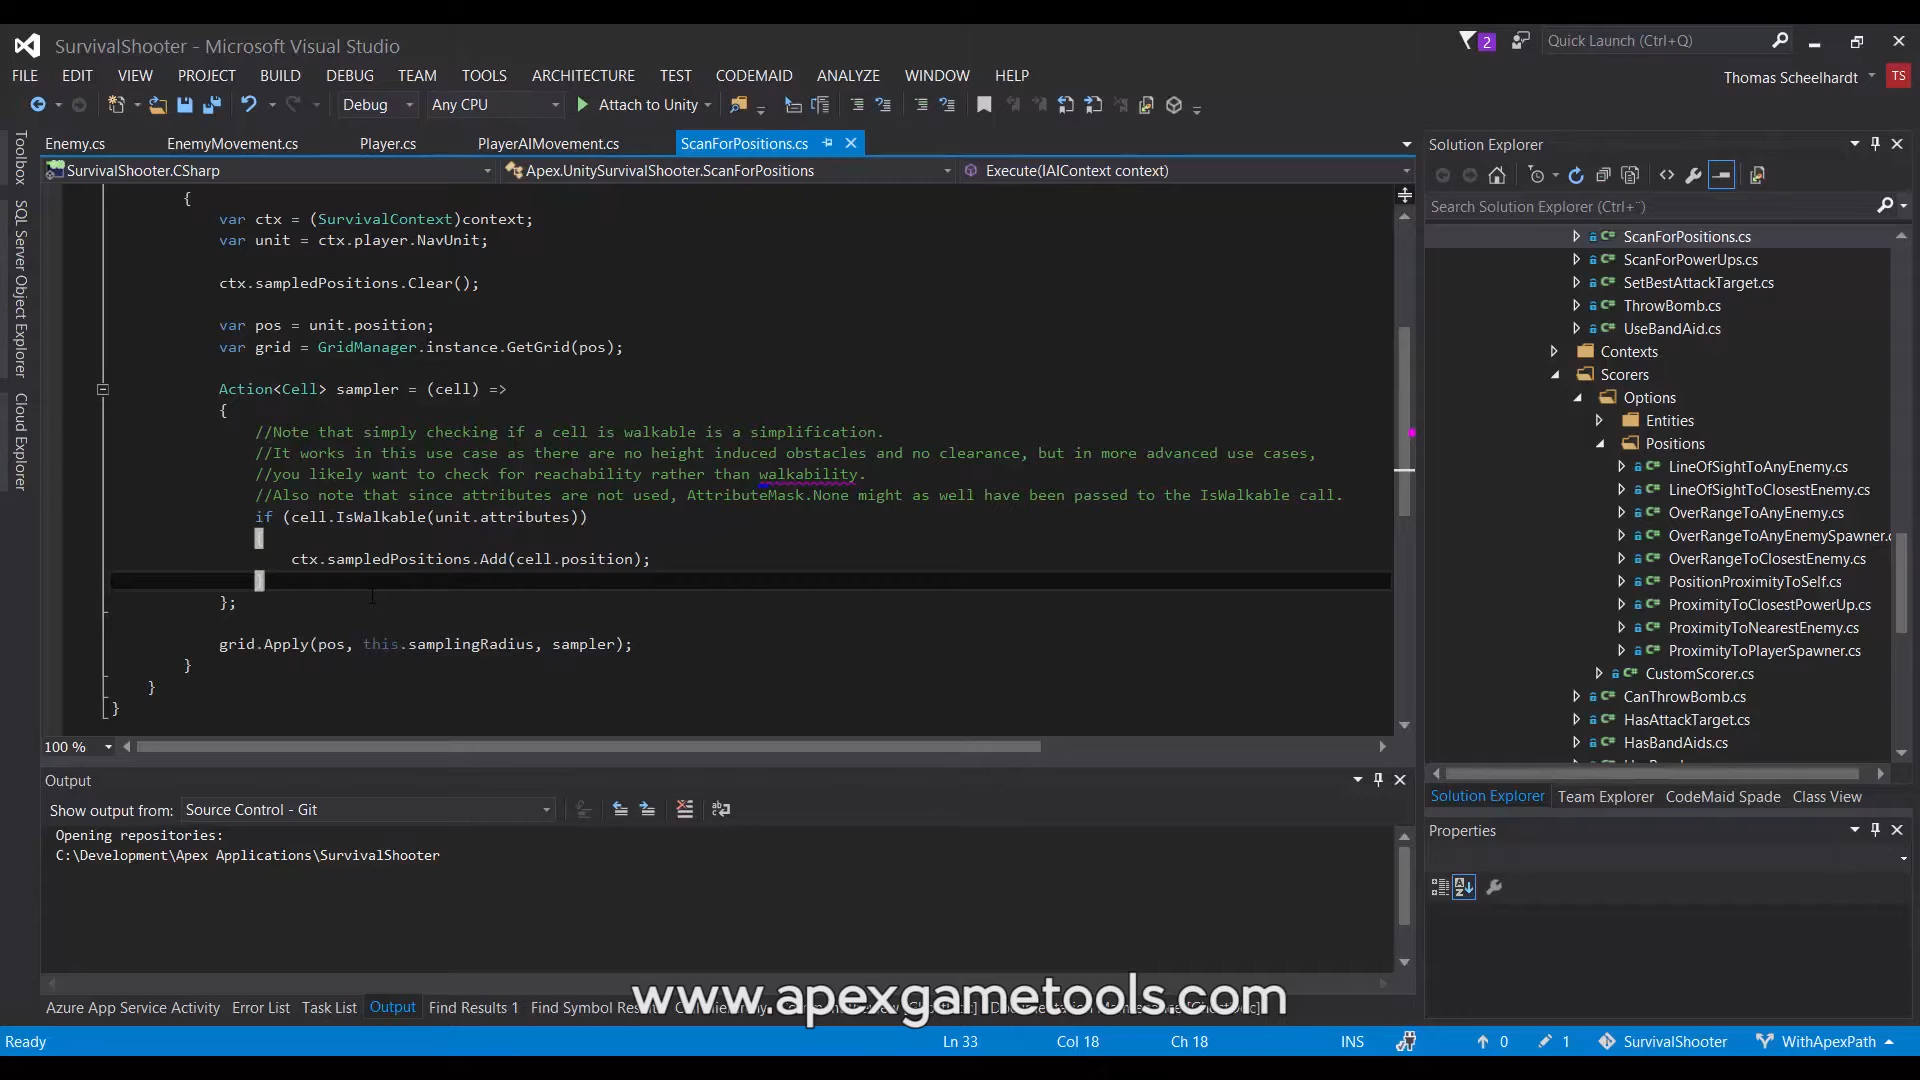 SurvivalShooter - Microsoft Visual Studio
2
Quick Launch (Ctrl+Q)
FILE EDIT VIEW PROJECT BUILD DEBUG TEAM TOOLS ARCHITECTURE TEST CODEMAID ANALYZE WINDOW HELP
Thomas Scheelhardt TS
Debug Any CPU Attach to Unity
Toolbox
SQL Server Object Explorer
Cloud Explorer
Enemy.cs EnemyMovement.cs Player.cs PlayerAIMovement.cs ScanForPositions.cs
SurvivalShooter.CSharp Apex.UnitySurvivalShooter.ScanForPositions Execute(IAIContext context)
{
var ctx = (SurvivalContext)context;
var unit = ctx.player.NavUnit;
ctx.sampledPositions.Clear();
var pos = unit.position;
var grid = GridManager.instance.GetGrid(pos);
Action<Cell> sampler = (cell) =>
{
//Note that simply checking if a cell is walkable is a simplification.
//It works in this use case as there are no height induced obstacles and no clearance, but in more advanced use cases,
//you likely want to check for reachability rather than walkability.
//Also note that since attributes are not used, AttributeMask.None might as well have been passed to the IsWalkable call.
if (cell.IsWalkable(unit.attributes))
{
ctx.sampledPositions.Add(cell.position);
}
};
grid.Apply(pos, this.samplingRadius, sampler);
}
}
}
100 %
Output
Show output from: Source Control - Git
Opening repositories:
C:\Development\Apex Applications\SurvivalShooter
Azure App Service Activity Error List Task List Output Find Results 1 Find Symbol
www.apexgametools.com
Solution Explorer
Search Solution Explorer (Ctrl+¨)
ScanForPositions.cs
ScanForPowerUps.cs
SetBestAttackTarget.cs
ThrowBomb.cs
UseBandAid.cs
Contexts
Scorers
Options
Entities
Positions
LineOfSightToAnyEnemy.cs
LineOfSightToClosestEnemy.cs
OverRangeToAnyEnemy.cs
OverRangeToAnyEnemySpawner.c
OverRangeToClosestEnemy.cs
PositionProximityToSelf.cs
ProximityToClosestPowerUp.cs
ProximityToNearestEnemy.cs
ProximityToPlayerSpawner.cs
CustomScorer.cs
CanThrowBomb.cs
HasAttackTarget.cs
HasBandAids.cs
Solution Explorer Team Explorer CodeMaid Spade Class View
Properties
Ready Ln 33 Col 18 Ch 18 INS 0 1 SurvivalShooter WithApexPath